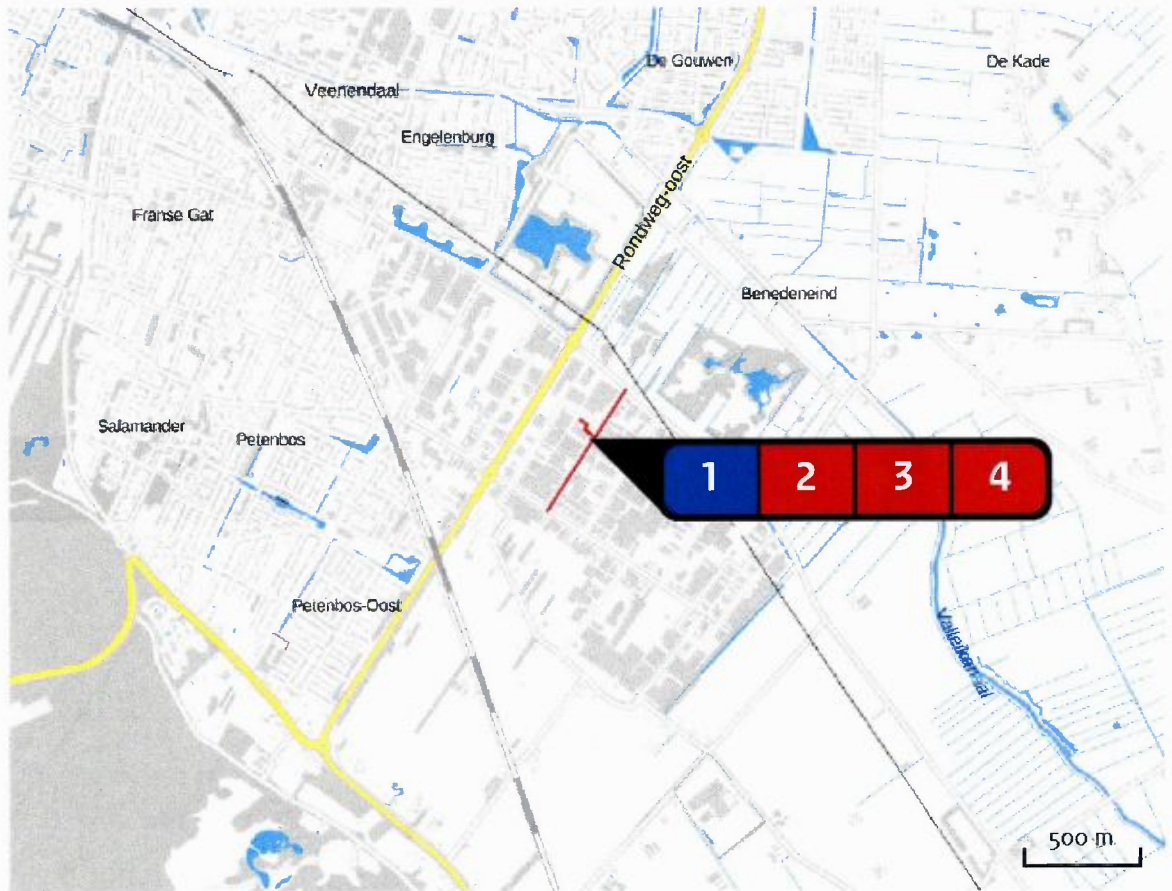 De Gouwen
De Kade
Veenendaal
Engelenburg
Rondweg-oost
Franse Gat
Benedeneind
Salamander
Petenbos
1 2 3 4
Petenbos-Oost
Valleikanaal
500 m